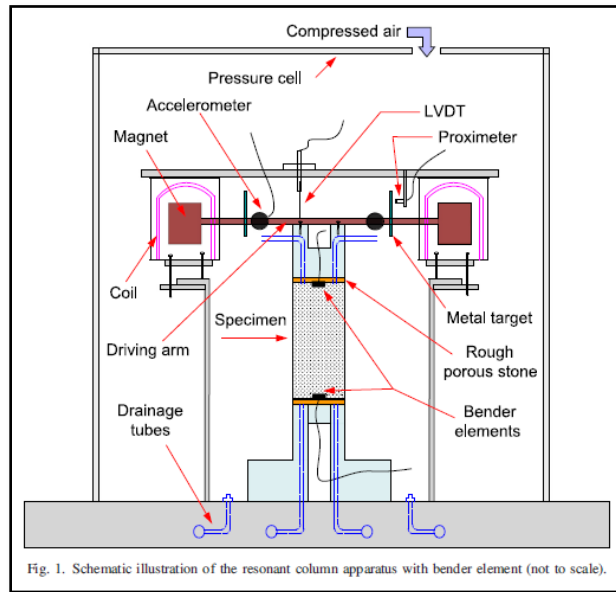 Compressed air
Pressure cell
Accelerometer
LVDT
Magnet
Proximeter
Coil
Metal target
Specimen
Driving arm
Rough
porous stone
Drainage
tubes
Bender
elements
Fig. 1. Schematic illustration of the resonant column apparatus with bender element (not to scale).